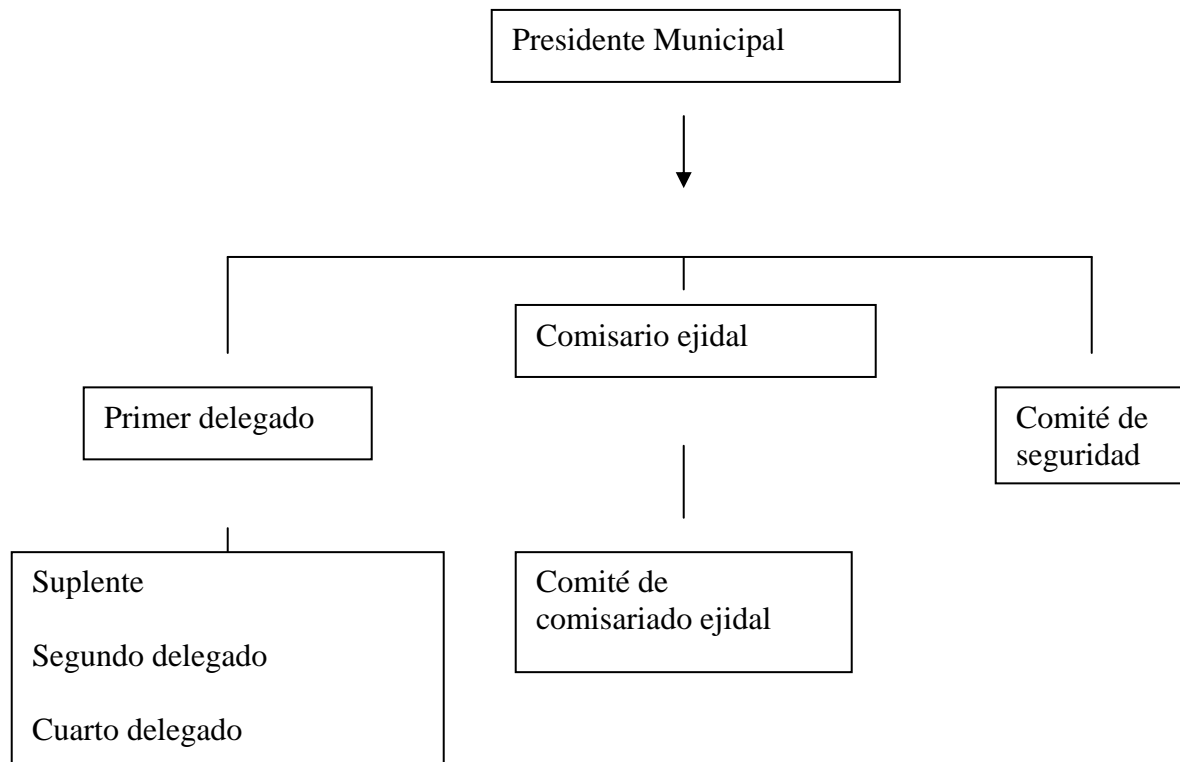 Presidente Municipal
Comisario ejidal
Primer delegado
Comité de
seguridad
Suplente
Segundo delegado
Cuarto delegado
Comité de
comisariado ejidal